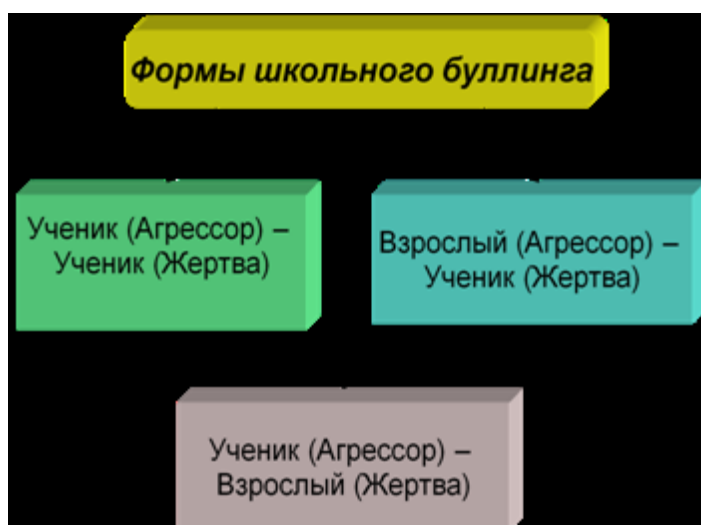 Формы школьного буллинга
Ученик (Агрессор) –
Ученик (Жертва)
Взрослый (Агрессор) –
Ученик (Жертва)
Ученик (Агрессор) –
Взрослый (Жертва)